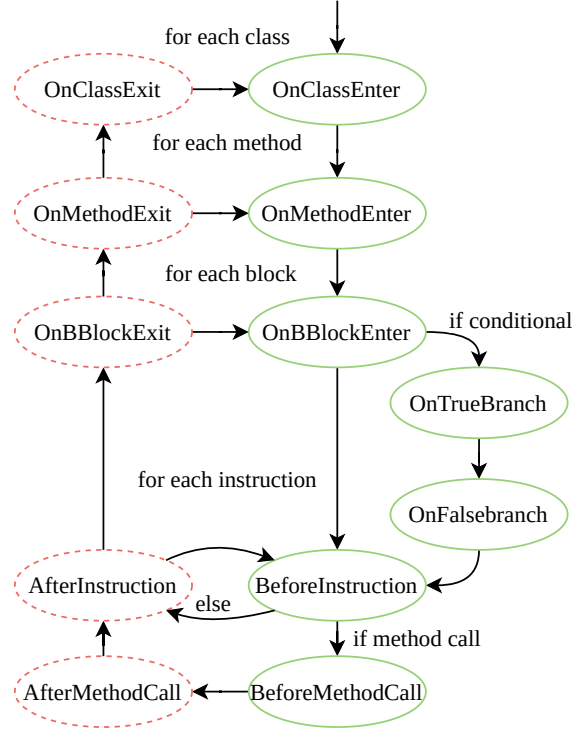 for each class
OnClassExit
OnClassEnter
for each method
OnMethodExit
OnMethodEnter
for each block
OnBBlockExit
OnBBlockEnter
if conditional
OnTrueBranch
for each instruction
OnFalsebranch
AfterInstruction
BeforeInstruction
else
if method call
AfterMethodCall
BeforeMethodCall